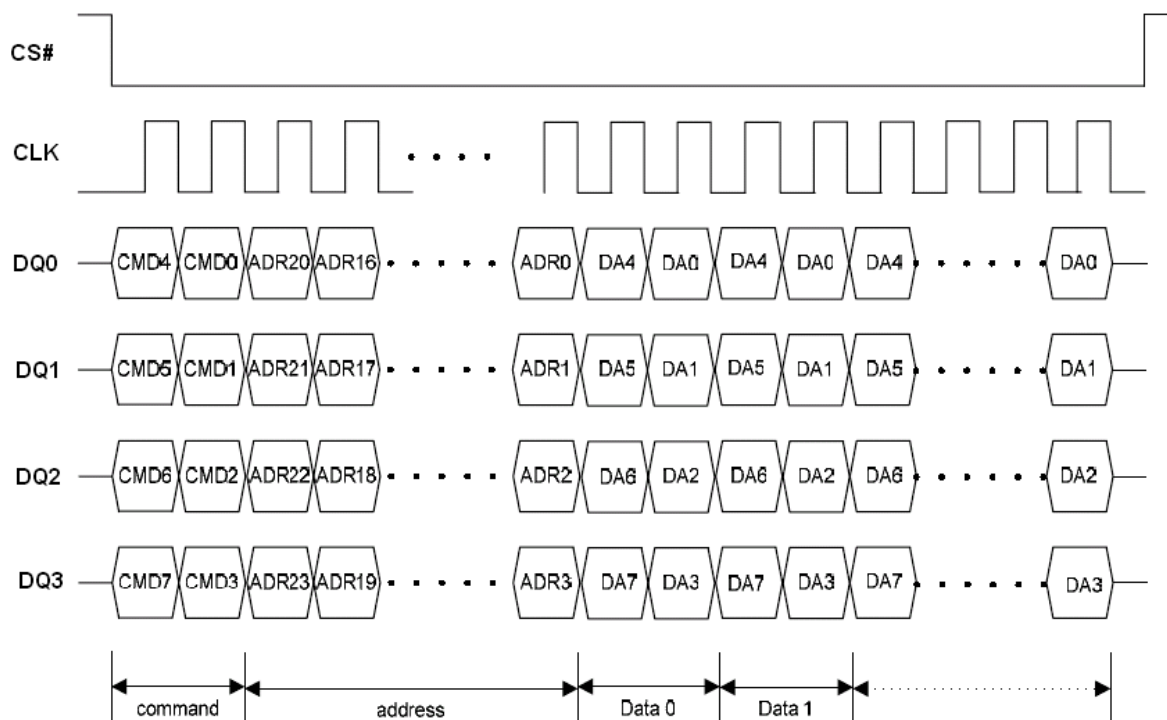 CS#
CLK
DQ0 CMD4 CMD0 ADR20 ADR16 ADR0 DA4 DA0 DA4 DA0 DA4 DA0
DQ1 CMD5 CMD1 ADR21 ADR17 ADR1 DA5 DA1 DA5 DA1 DA5 DA1
DQ2 CMD6 CMD2 ADR22 ADR18 ADR2 DA6 DA2 DA6 DA2 DA6 DA2
DQ3 CMD7 CMD3 ADR23 ADR19 ADR3 DA7 DA3 DA7 DA3 DA7 DA3
command address Data 0 Data 1